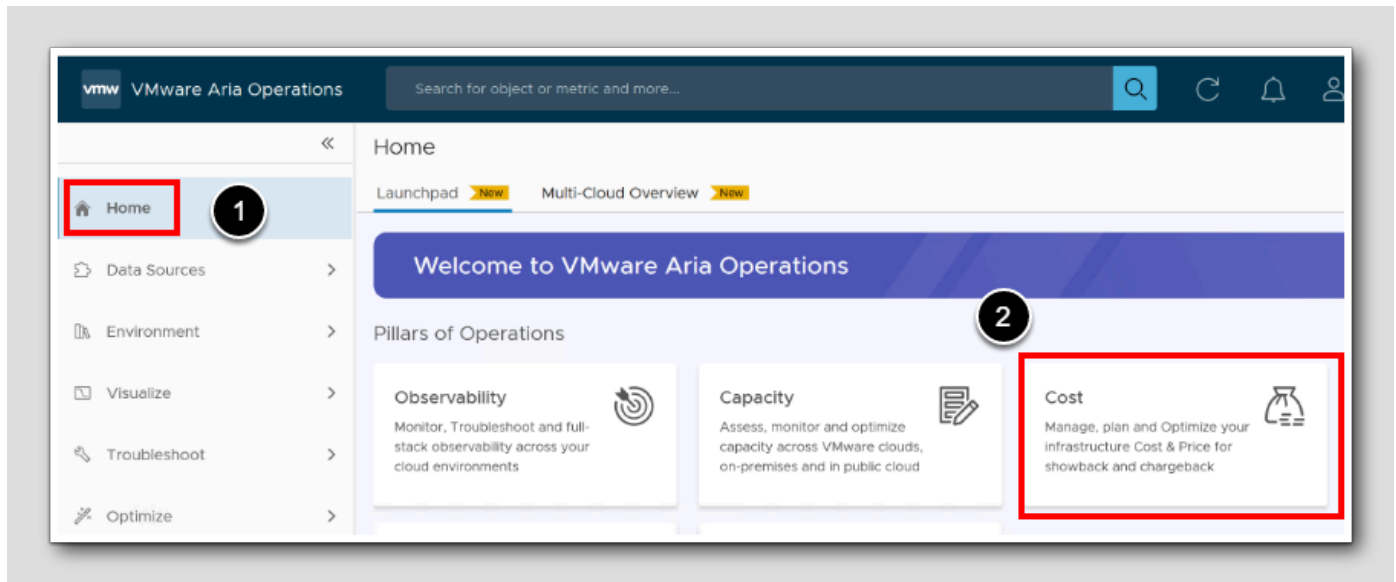 vmw VMware Aria Operations
Search for object or metric and more...
Home
1
Data Sources
Environment
Visualize
Troubleshoot
Optimize
Home
Launchpad New Multi-Cloud Overview New
Welcome to VMware Aria Operations
2
Pillars of Operations
Observability
Monitor, Troubleshoot and full-
stack observability across your
cloud environments
Capacity
Assess, monitor and optimize
capacity across VMware clouds,
on-premises and in public cloud
Cost
Manage, plan and Optimize your
infrastructure Cost & Price for
showback and chargeback